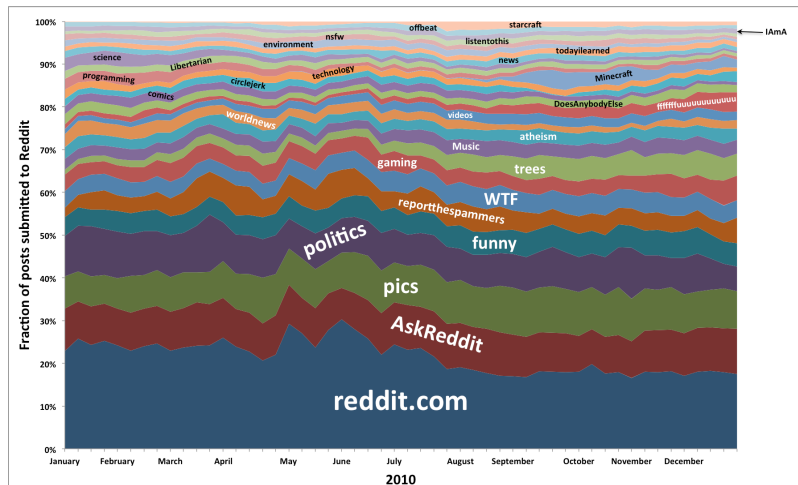 100%
90%
80%
70%
60%
50%
40%
30%
20%
10%
0%
Fraction of posts submitted to Reddit
offbeat
starcraft
nsfw
IAmA
environment
listentothis
todayilearned
science
Libertarian
news
programming
circlejerk
technology
Minecraft
comics
DoesAnybodyElse
fffffffuuuuuuuuuuuu
worldnews
videos
atheism
Music
gaming
trees
WTF
reportthespammers
politics
funny
pics
AskReddit
reddit.com
January February March April May June July August September October November December
2010